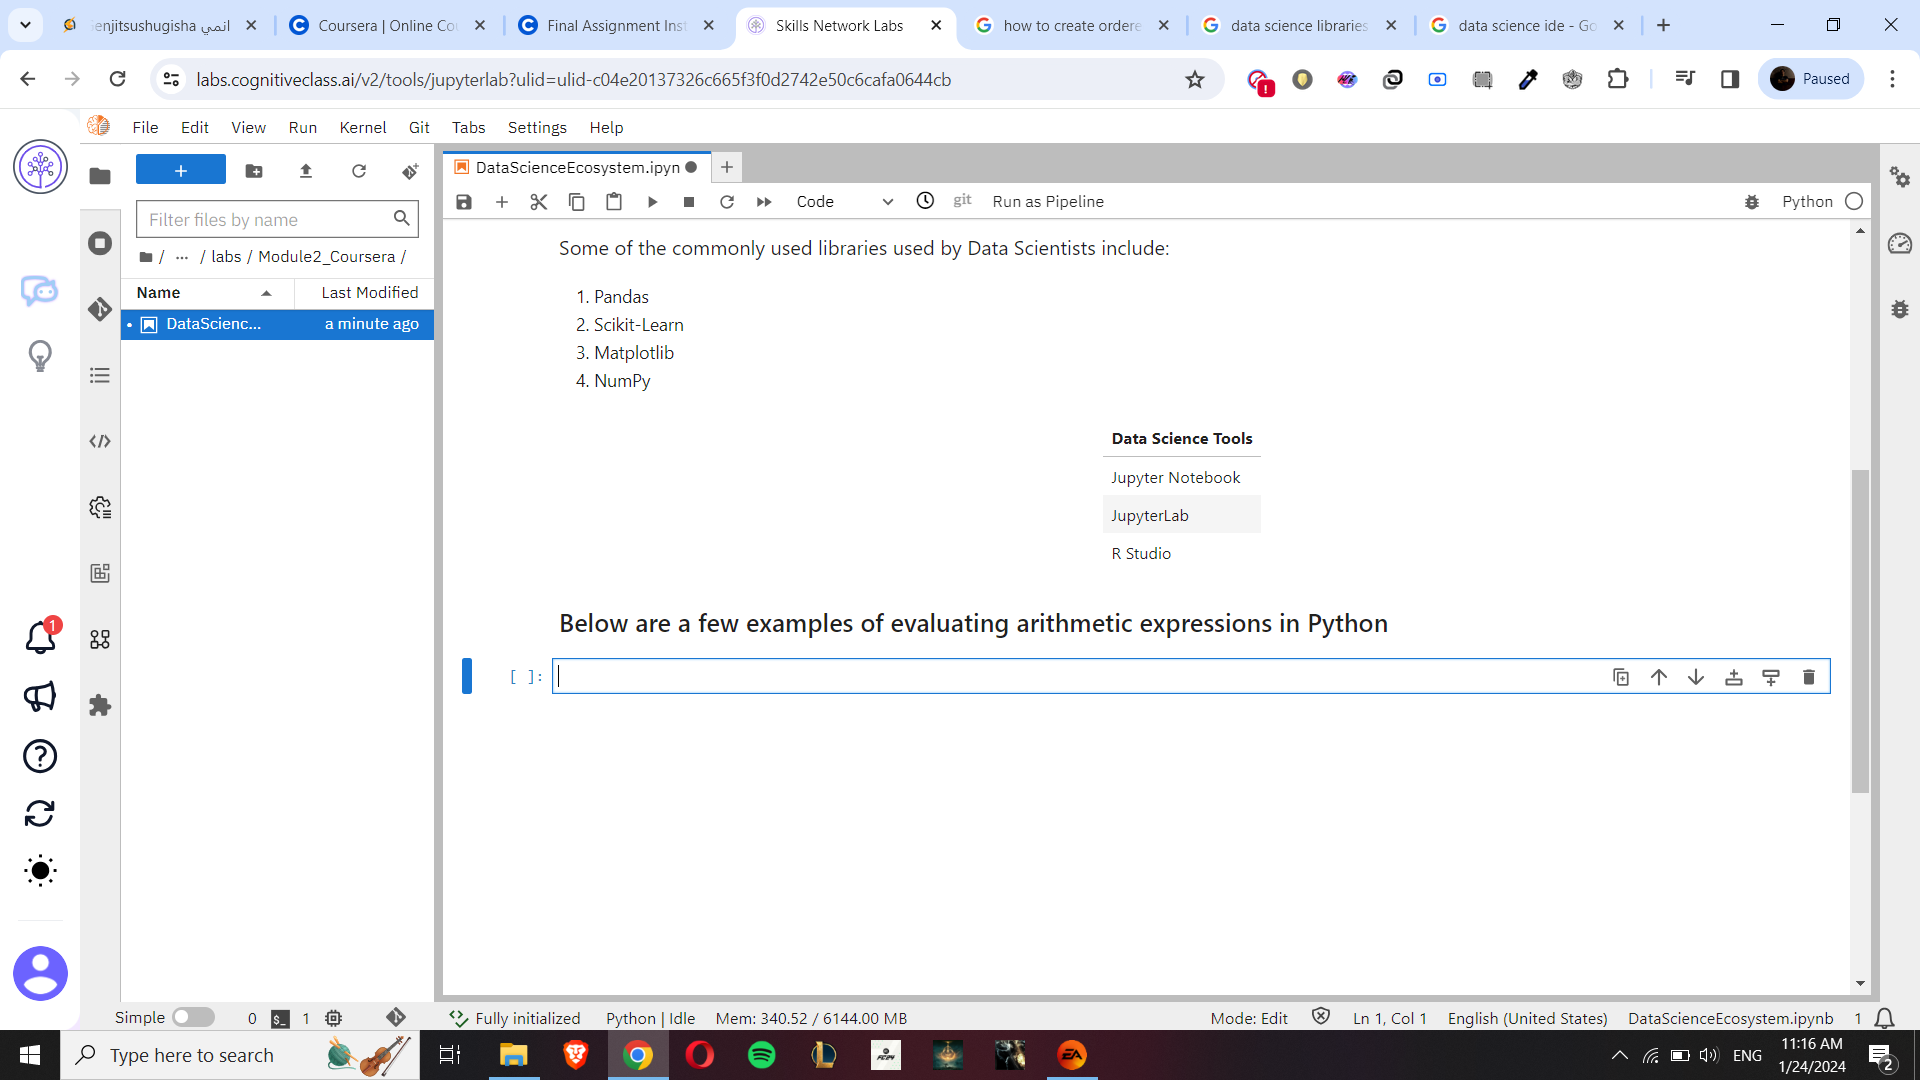 enjitsushugisha انمي
Coursera | Online Co
Final Assignment Inst
Skills Network Labs
how to create ordere
data science libraries
data science ide - Go
labs.cognitiveclass.ai/v2/tools/jupyterlab?ulid=ulid-c04e20137326c665f3f0d2742e50c6cafa0644cb
Paused
File Edit View Run Kernel Git Tabs Settings Help
DataScienceEcosystem.ipyn
Code
git
Run as Pipeline
Python
Filter files by name
/ ... / labs / Module2_Coursera /
Name Last Modified
DataScienc... a minute ago
Some of the commonly used libraries used by Data Scientists include:
1. Pandas
2. Scikit-Learn
3. Matplotlib
4. NumPy
Data Science Tools
Jupyter Notebook
JupyterLab
R Studio
Below are a few examples of evaluating arithmetic expressions in Python
[ ]:
1
Simple 0 $_ 1 Fully initialized Python | Idle Mem: 340.52 / 6144.00 MB Mode: Edit Ln 1, Col 1 English (United States) DataScienceEcosystem.ipynb 1
Type here to search
FC24
EA
ENG
11:16 AM
1/24/2024
2